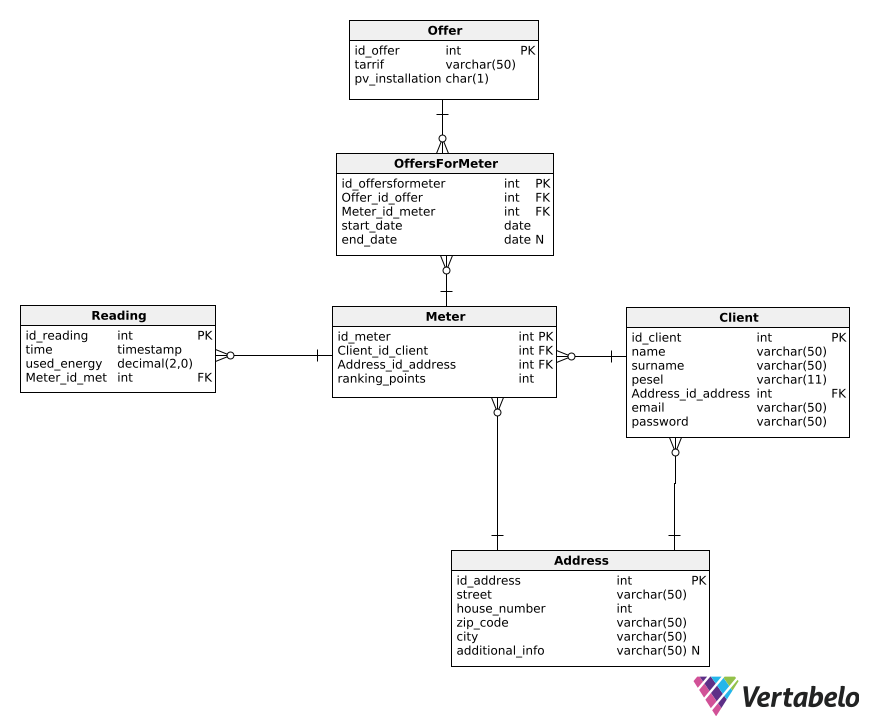 Offer
id_offer int PK
tarrif varchar(50)
pv_installation char(1)
OffersForMeter
id_offersformeter int PK
Offer_id_offer int FK
Meter_id_meter int FK
start_date date
end_date date N
Reading
id_reading int PK
time timestamp
used_energy decimal(2,0)
Meter_id_met int FK
Meter
id_meter int PK
Client_id_client int FK
Address_id_address int FK
ranking_points int
Client
id_client int PK
name varchar(50)
surname varchar(50)
pesel varchar(11)
Address_id_address int FK
email varchar(50)
password varchar(50)
Address
id_address int PK
street varchar(50)
house_number int
zip_code varchar(50)
city varchar(50)
additional_info varchar(50) N
Vertabelo